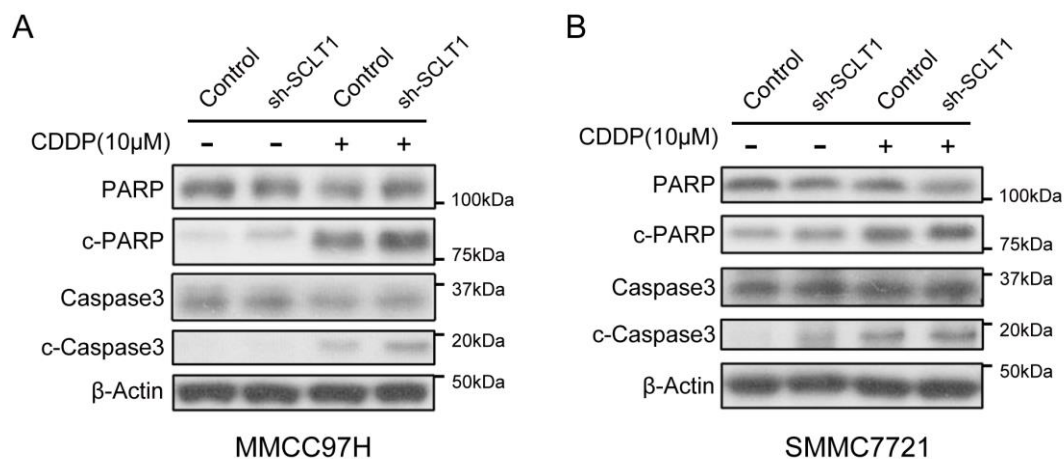 A
Control sh-SCLT1 Control sh-SCLT1
CDDP(10μM) - - + +
PARP 100kDa
c-PARP 75kDa
Caspase3 37kDa
c-Caspase3 20kDa
β-Actin 50kDa
MMCC97H
B
Control sh-SCLT1 Control sh-SCLT1
CDDP(10μM) - - + +
PARP 100kDa
c-PARP 75kDa
Caspase3 37kDa
c-Caspase3 20kDa
β-Actin 50kDa
SMMC7721